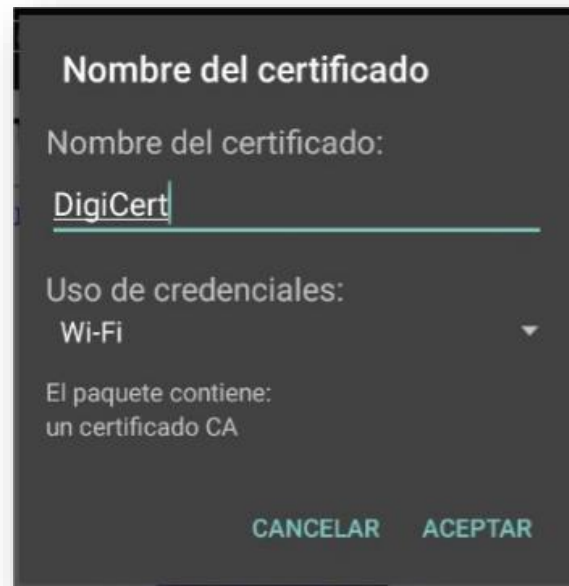 Nombre del certificado
Nombre del certificado:
DigiCert
Uso de credenciales:
Wi-Fi
El paquete contiene:
un certificado CA
CANCELAR ACEPTAR